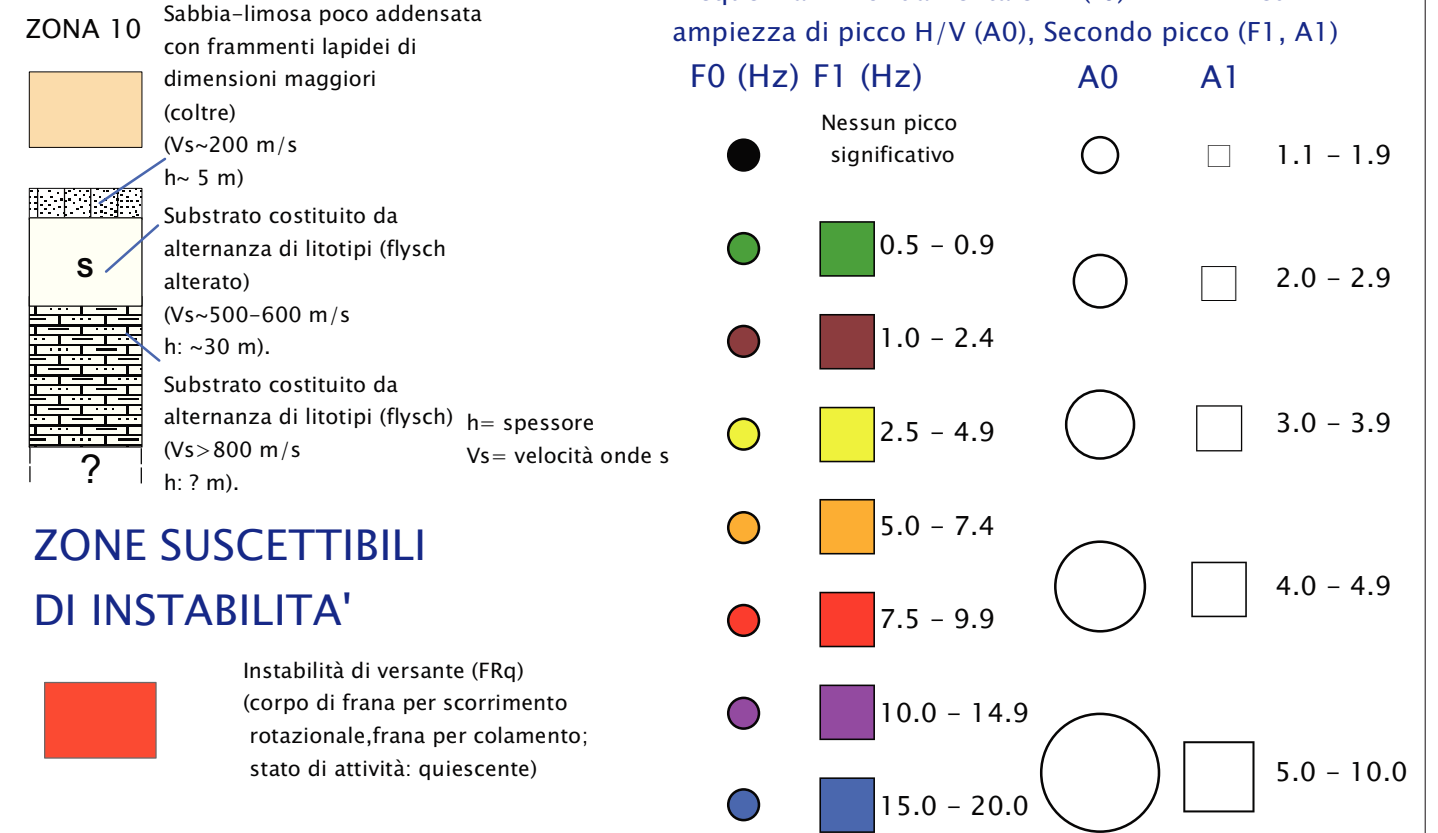 ZONA 10
Sabbia-limosa poco addensata
con frammenti lapidei di
dimensioni maggiori
(coltre)
(Vs~200 m/s
h~ 5 m)
Substrato costituito da
alternanza di litotipi (flysch
alterato)
(Vs~500-600 m/s
h: ~30 m).
Substrato costituito da
alternanza di litotipi (flysch)
(Vs>800 m/s
h: ? m).
S
?
h= spessore
Vs= velocità onde s
ZONE SUSCETTIBILI
DI INSTABILITA'
Instabilità di versante (FRq)
(corpo di frana per scorrimento
rotazionale,frana per colamento;
stato di attività: quiescente)
ampiezza di picco H/V (A0), Secondo picco (F1, A1)
F0 (Hz) F1 (Hz) A0 A1
Nessun picco
significativo
0.5 - 0.9
1.0 - 2.4
2.5 - 4.9
5.0 - 7.4
7.5 - 9.9
10.0 - 14.9
15.0 - 20.0
1.1 - 1.9
2.0 - 2.9
3.0 - 3.9
4.0 - 4.9
5.0 - 10.0